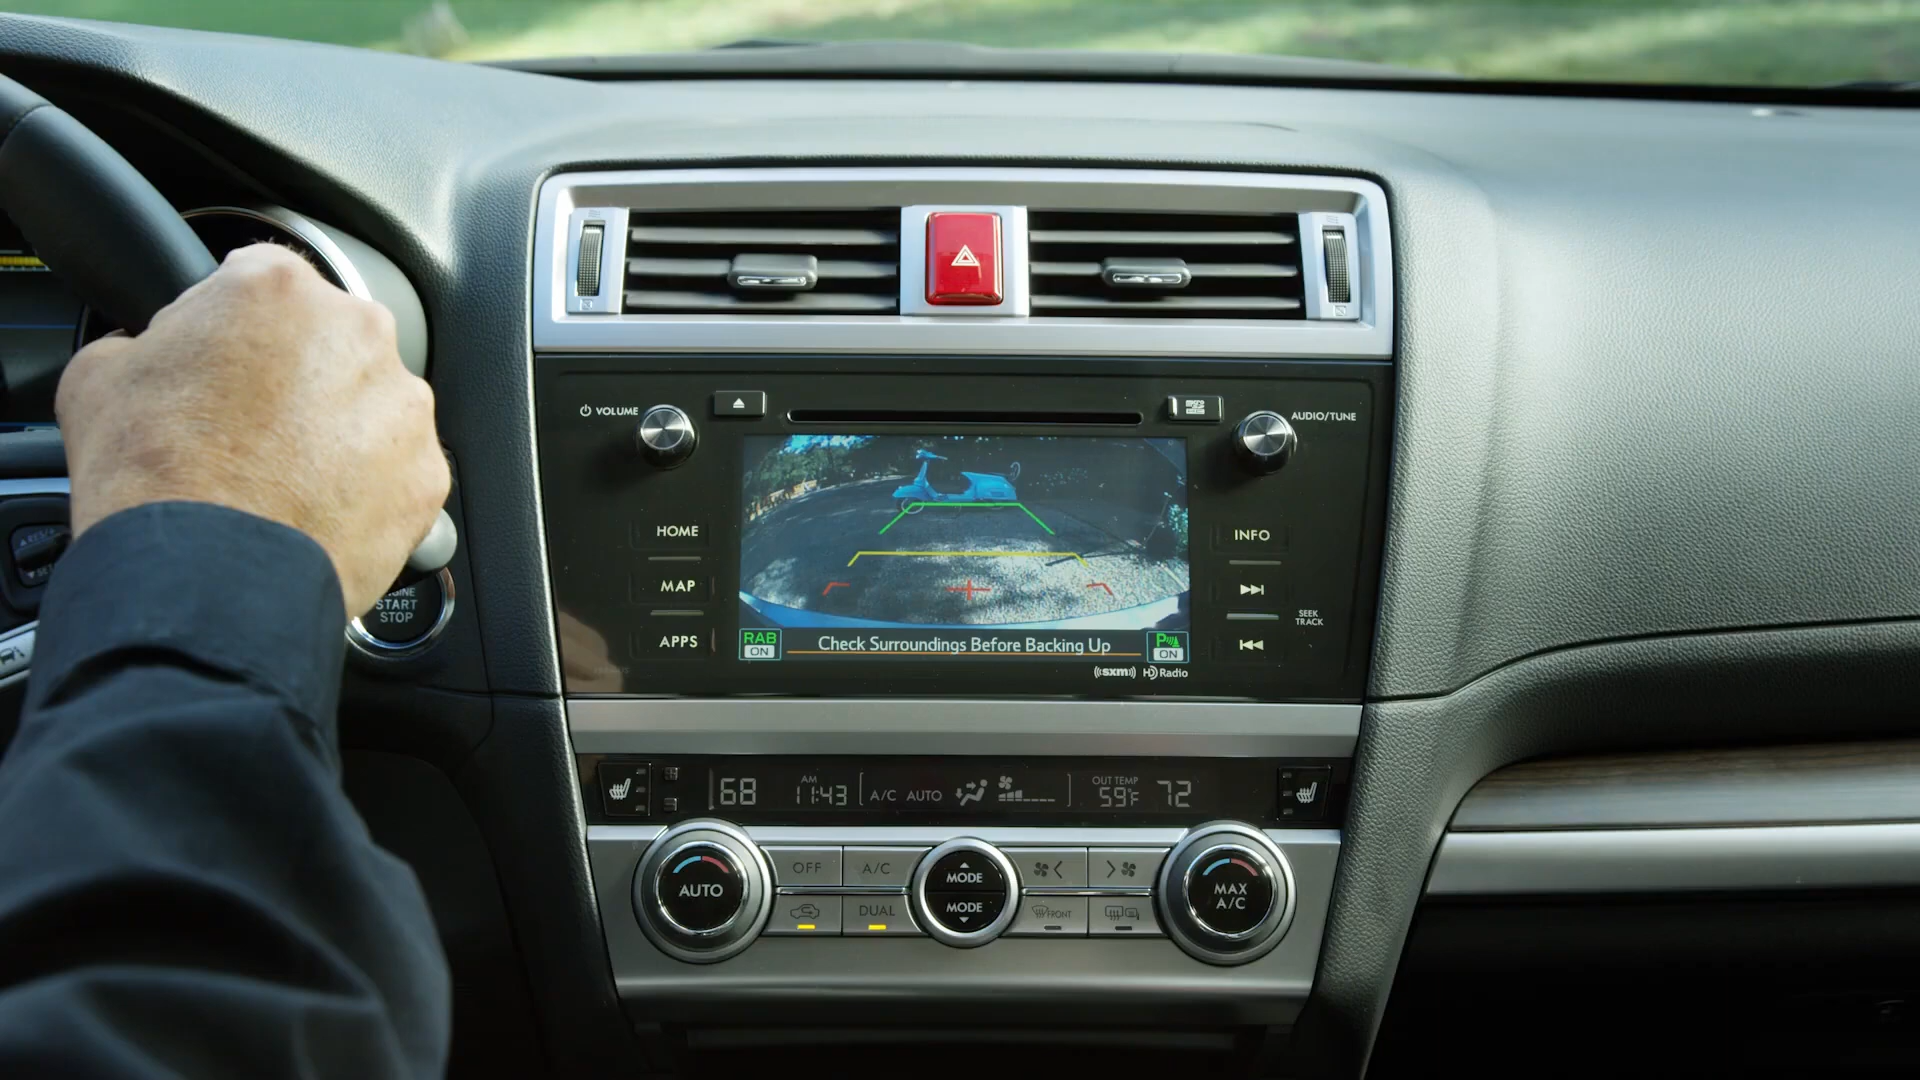 VOLUME
AUDIO/TUNE
HOME
MAP
APPS
INFO
SEEK
TRACK
RAB
ON
Check Surroundings Before Backing Up
P
ON
((sxm)) HD Radio
START
STOP
68
AM
11:43
A/C AUTO
OUT TEMP
59°F
72
AUTO
OFF
A/C
MODE
MODE
DUAL
FRONT
MAX
A/C